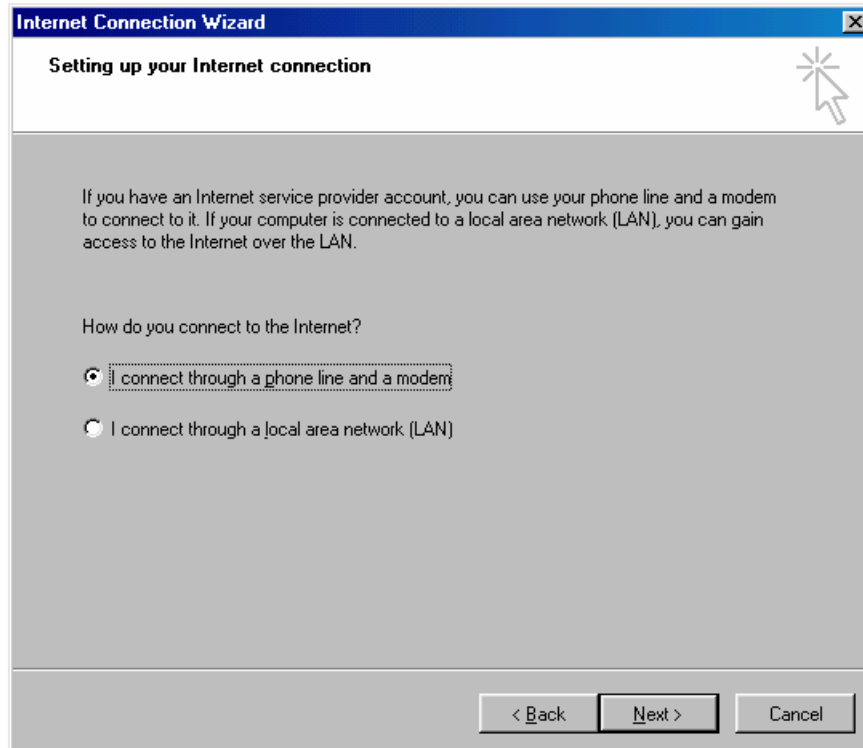 Internet Connection Wizard
Setting up your Internet connection
If you have an Internet service provider account, you can use your phone line and a modem
to connect to it. If your computer is connected to a local area network (LAN), you can gain
access to the Internet over the LAN.
How do you connect to the Internet?
I connect through a phone line and a modem
I connect through a local area network (LAN)
< Back Next > Cancel